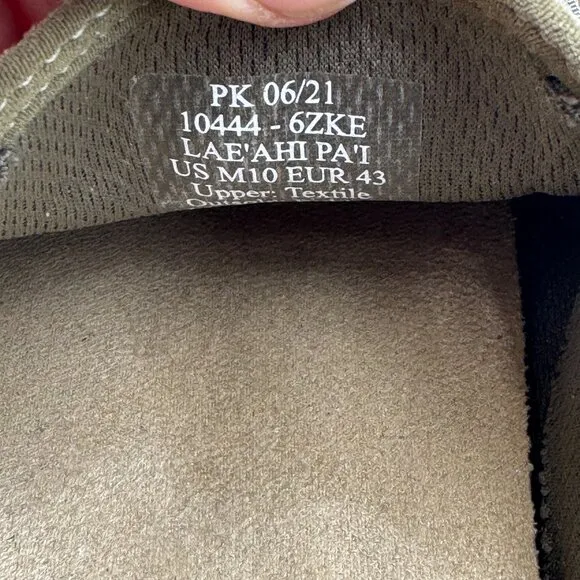 PK 06/21
10444 - 6ZKE
LAE'AHI PA'I
US M10 EUR 43
Upper: Textile